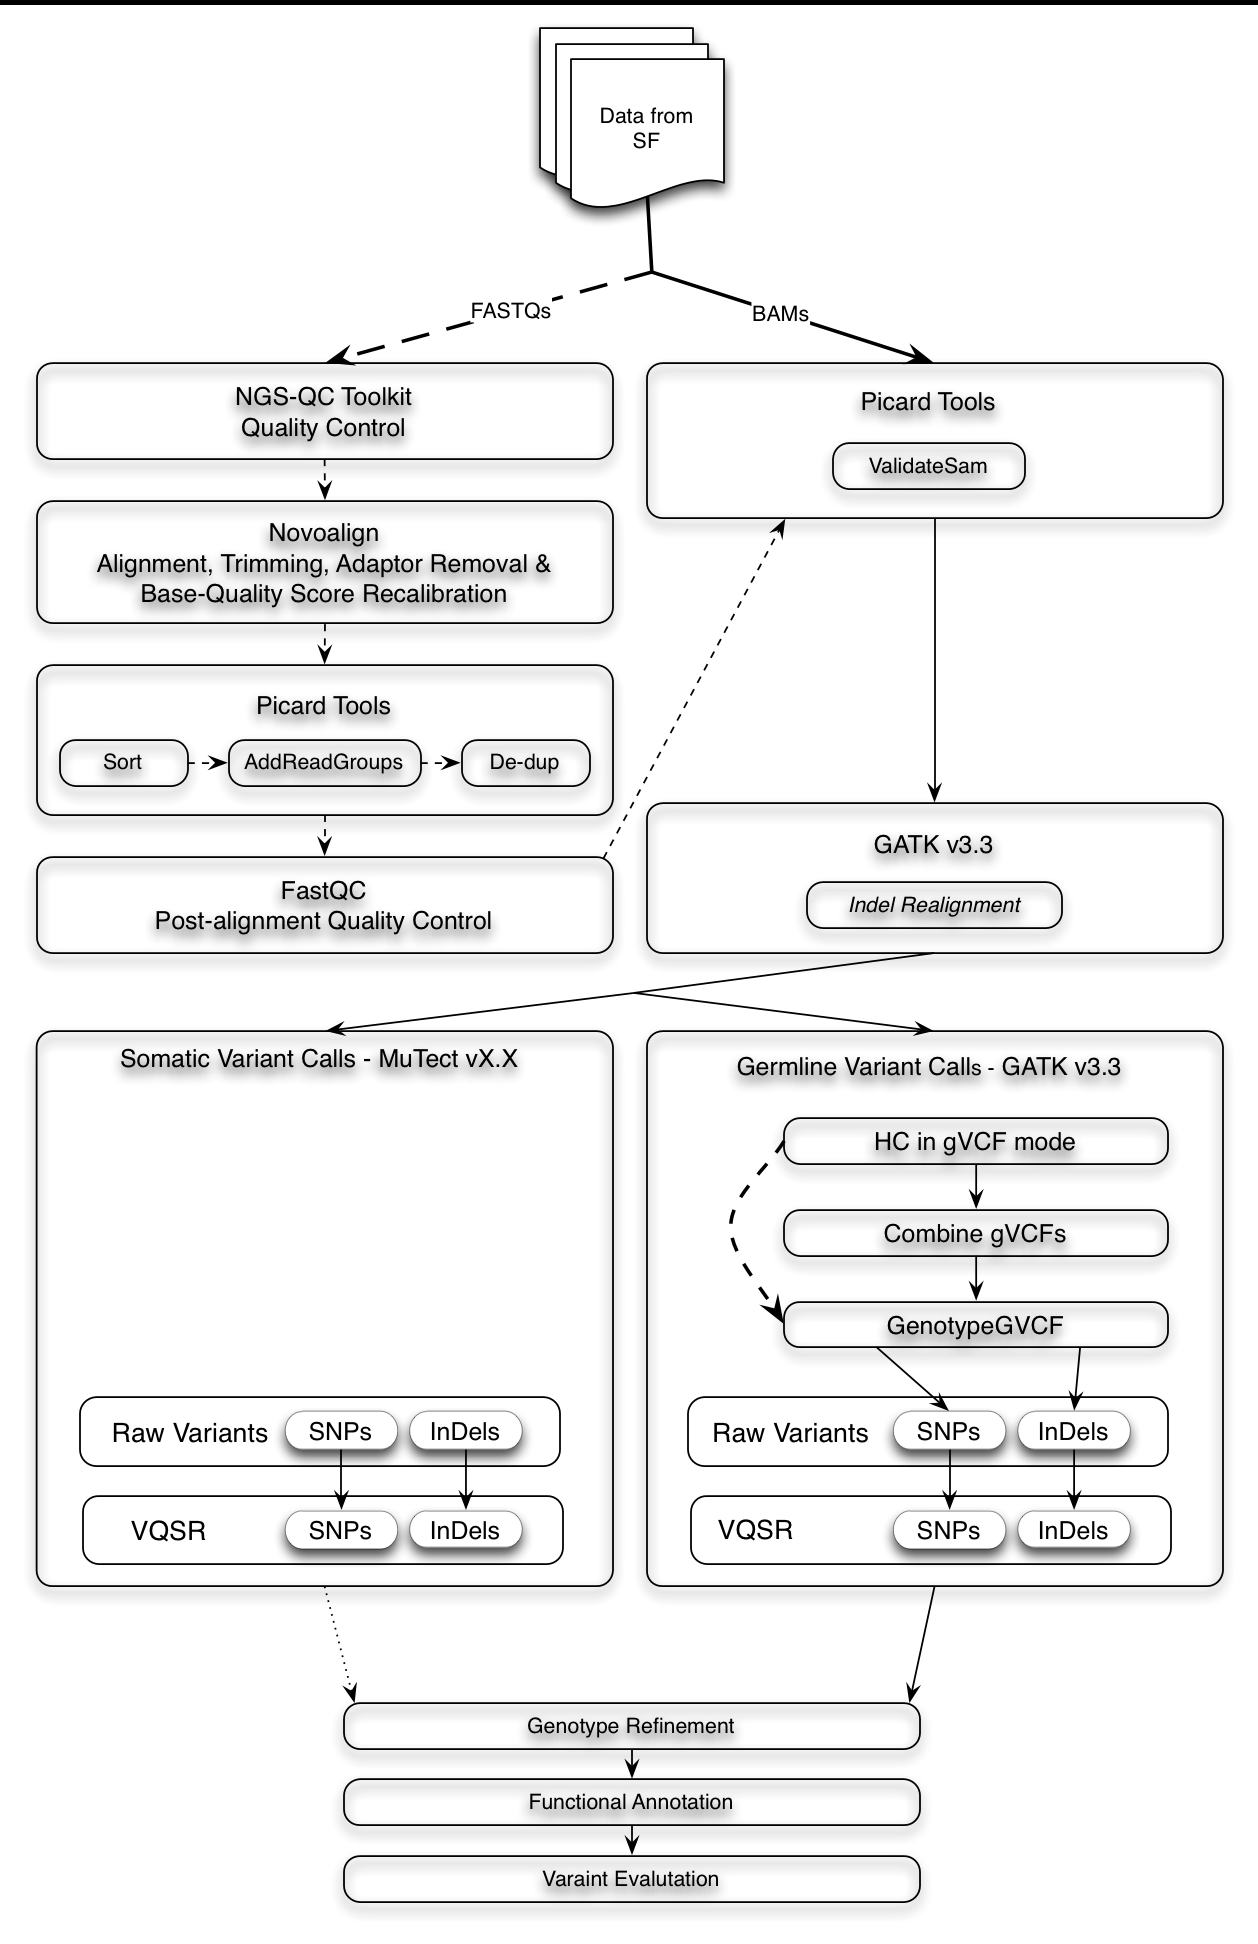 Data from
SF
FASTQs
BAMs
NGS-QC Toolkit
Quality Control
Picard Tools
ValidateSam
Novoalign
Alignment, Trimming, Adaptor Removal &
Base-Quality Score Recalibration
Picard Tools
Sort
AddReadGroups
De-dup
FastQC
Post-alignment Quality Control
GATK v3.3
Indel Realignment
Somatic Variant Calls - MuTect vX.X
Raw Variants SNPs InDels
VQSR SNPs InDels
Germline Variant Calls - GATK v3.3
HC in gVCF mode
Combine gVCFs
GenotypeGVCF
Raw Variants SNPs InDels
VQSR SNPs InDels
Genotype Refinement
Functional Annotation
Varaint Evalutation